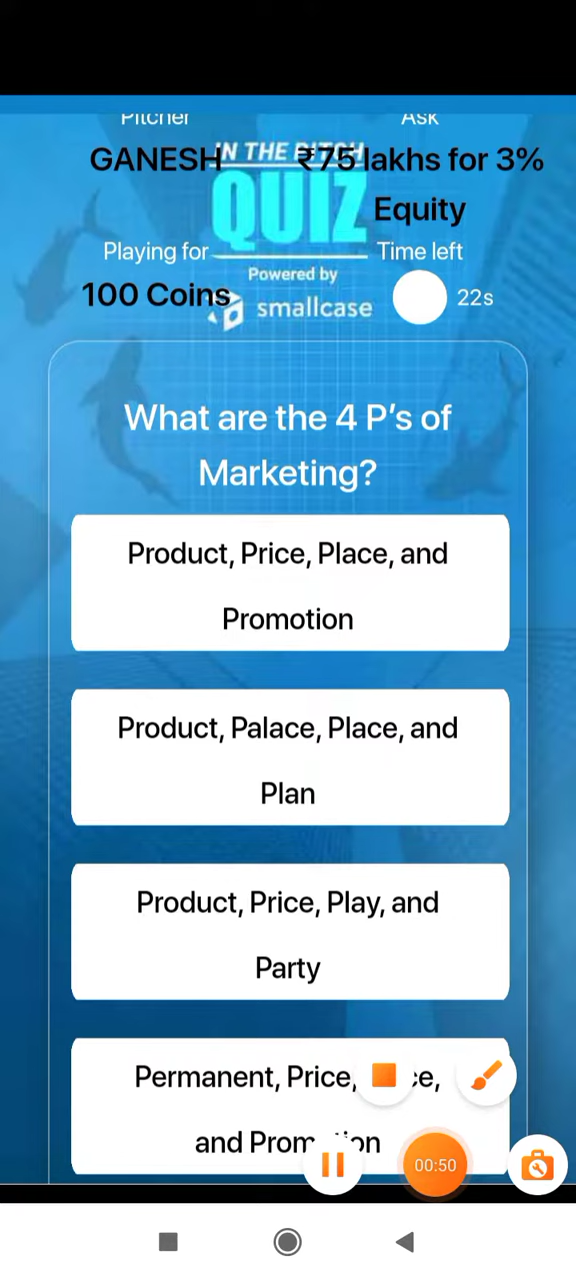 Pitcher
Ask
GANESH
₹75 lakhs for 3%
Equity
IN THE
QUIZ
Playing for
Time left
100 Coins
22s
Powered by
smallcase
What are the 4 P's of
Marketing?
Product, Price, Place, and
Promotion
Product, Palace, Place, and
Plan
Product, Price, Play, and
Party
Permanent, Price,
and
00:50